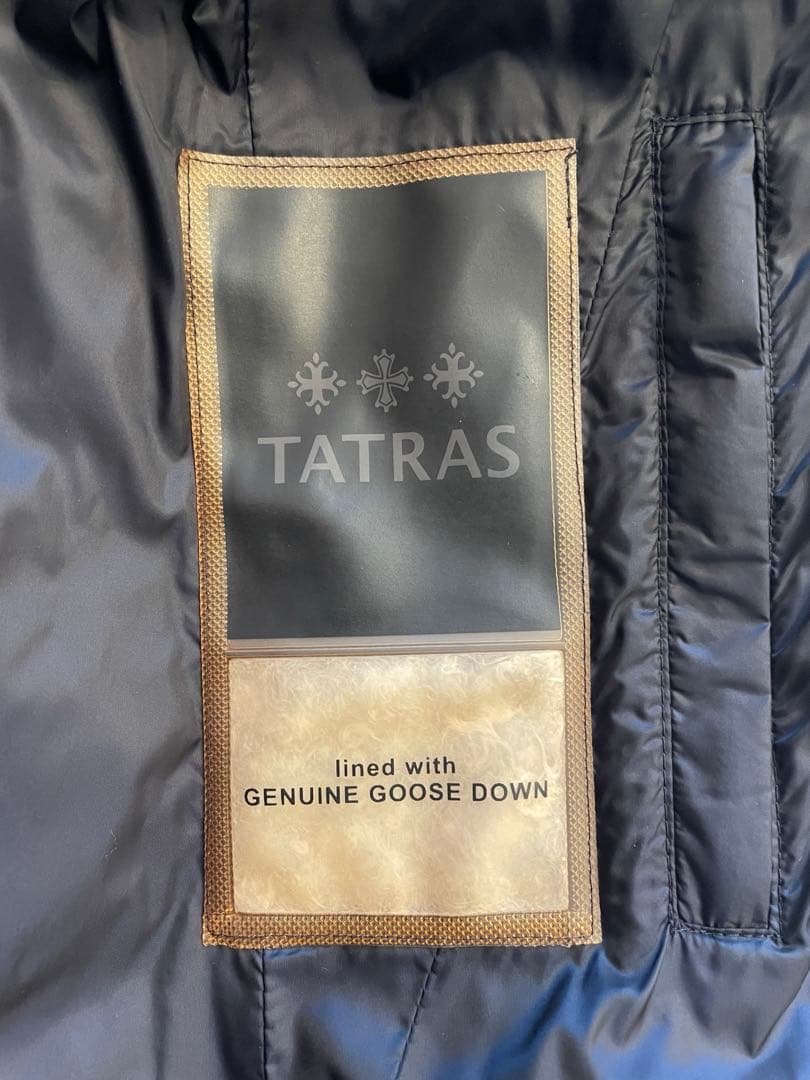 TATRAS
lined with
GENUINE GOOSE DOWN